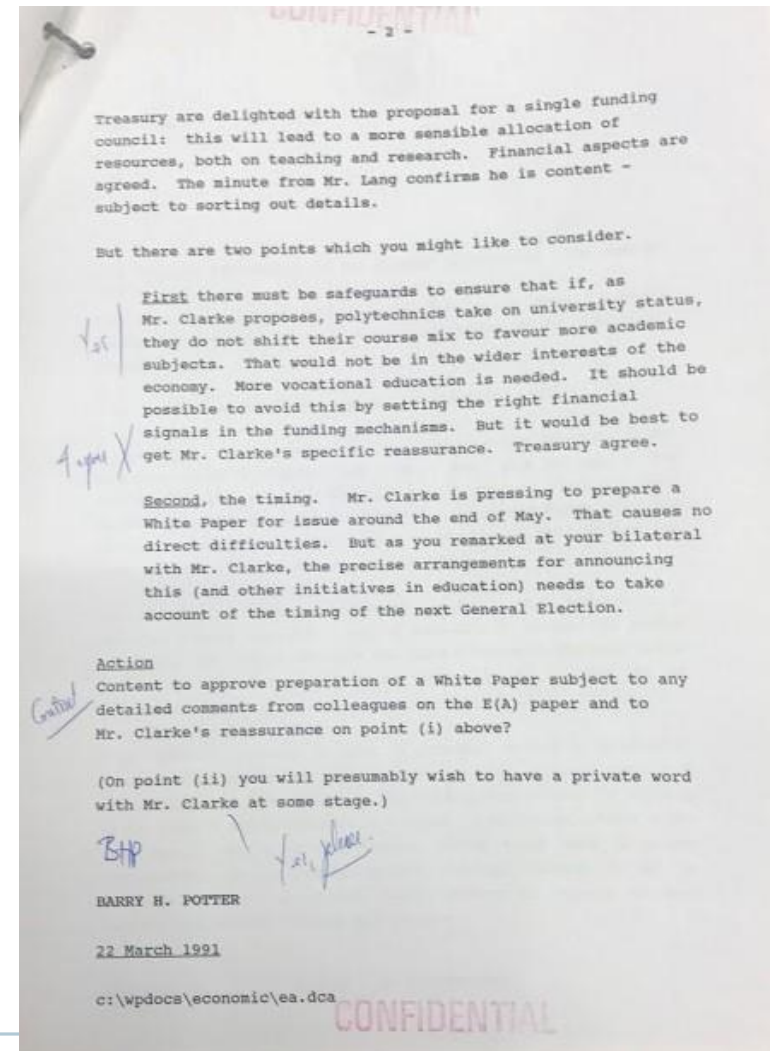 CONFIDENTIAL
- 2 -
Treasury are delighted with the proposal for a single funding
council: this will lead to a more sensible allocation of
resources, both on teaching and research. Financial aspects are
agreed. The minute from Mr. Lang confirms he is content -
subject to sorting out details.
But there are two points which you might like to consider.
First there must be safeguards to ensure that if, as
Mr. Clarke proposes, polytechnics take on university status,
Yes
they do not shift their course mix to favour more academic
subjects. That would not be in the wider interests of the
economy. More vocational education is needed. It should be
possible to avoid this by setting the right financial
signals in the funding mechanisms. But it would be best to
I agree
get Mr. Clarke's specific reassurance. Treasury agree.
Second, the timing. Mr. Clarke is pressing to prepare a
White Paper for issue around the end of May. That causes no
direct difficulties. But as you remarked at your bilateral
with Mr. Clarke, the precise arrangements for announcing
this (and other initiatives in education) needs to take
account of the timing of the next General Election.
Action
Content to approve preparation of a White Paper subject to any
Content
detailed comments from colleagues on the E(A) paper and to
Mr. Clarke's reassurance on point (i) above?
(On point (ii) you will presumably wish to have a private word
with Mr. Clarke at some stage.)
BHP
Yes, please.
BARRY H. POTTER
22 March 1991
c:\wpdocs\economic\ea.dca
CONFIDENTIAL